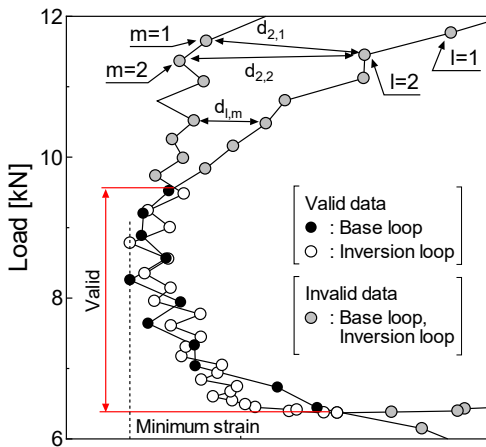 12
m=1
d2,1
l=1
m=2
d2,2
l=2
dl,m
10
Load [kN]
Valid data
: Base loop
: Inversion loop
Valid
8
Invalid data
: Base loop,
Inversion loop
Minimum strain
6